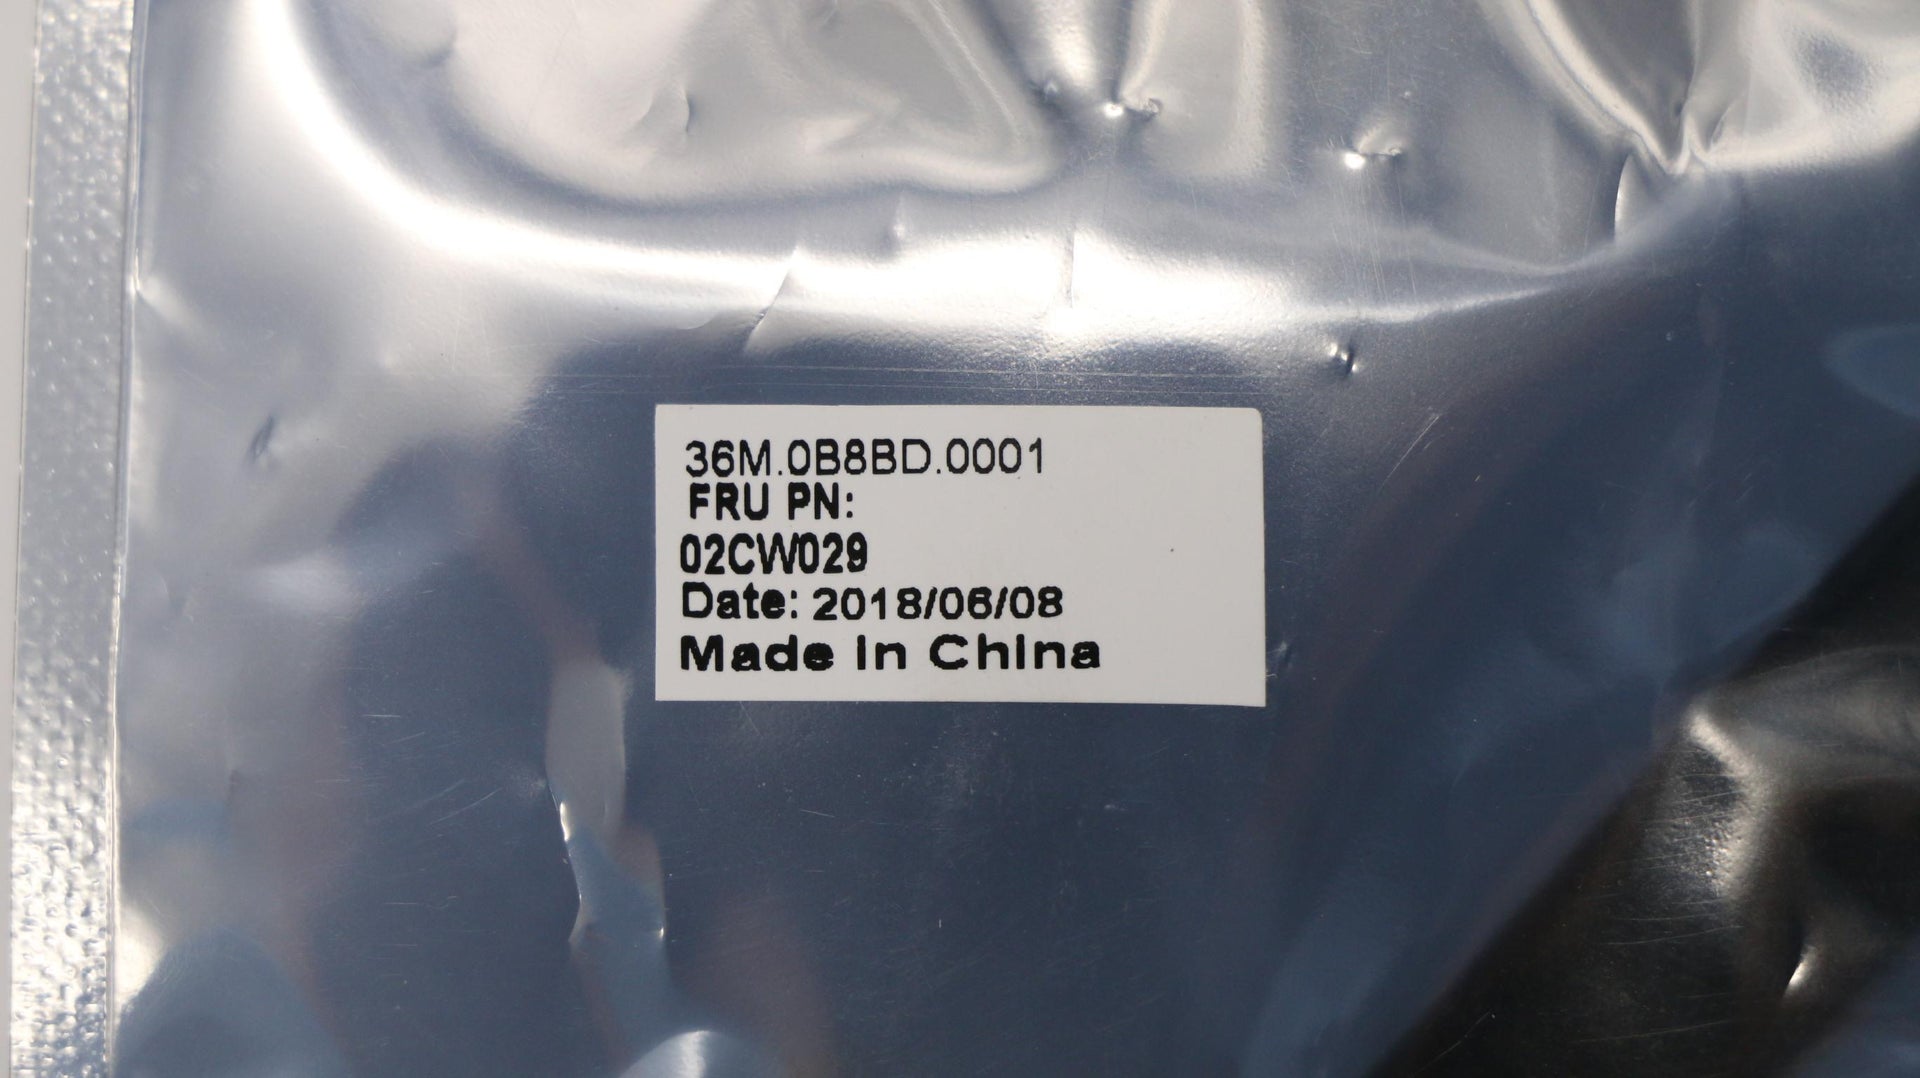 36M.0B8BD.0001
FRU PN:
02CW029
Date: 2018/06/08
Made In China